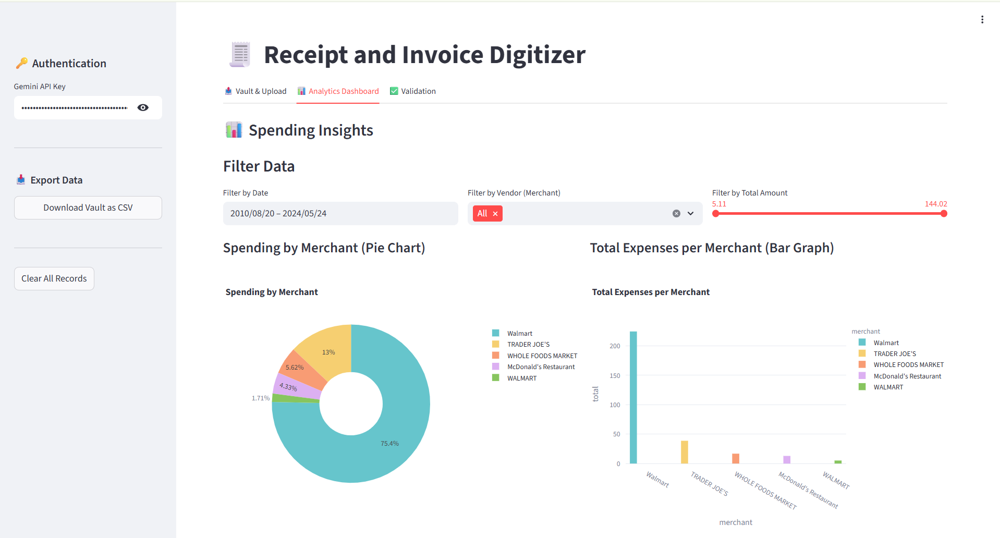 Authentication
Gemini API Key
Export Data
Download Vault as CSV
Clear All Records
Receipt and Invoice Digitizer
Vault & Upload Analytics Dashboard Validation
Spending Insights
Filter Data
Filter by Date Filter by Vendor (Merchant) Filter by Total Amount
5.11 144.02
2010/08/20 – 2024/05/24 All ×
Spending by Merchant (Pie Chart)
Spending by Merchant
13%
5.62%
4.33%
1.71%
75.4%
Walmart
TRADER JOE'S
WHOLE FOODS MARKET
McDonald's Restaurant
WALMART
Total Expenses per Merchant (Bar Graph)
Total Expenses per Merchant
total
200
150
100
50
0
Walmart
TRADER JOE'S
WHOLE FOODS MARKET
McDonald's Restaurant
WALMART
merchant
merchant
Walmart
TRADER JOE'S
WHOLE FOODS MARKET
McDonald's Restaurant
WALMART